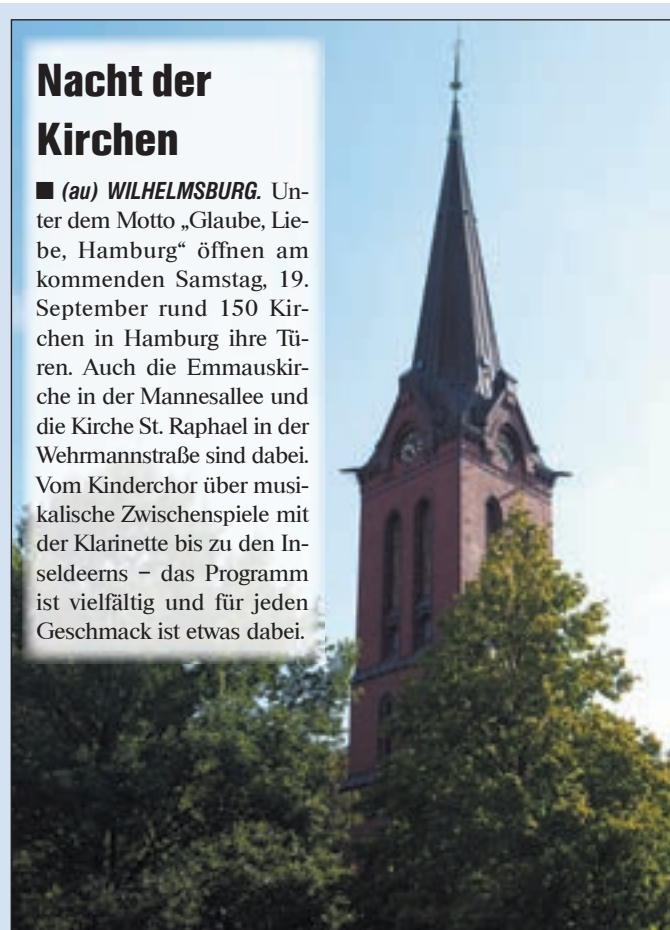 Nacht der
Kirchen
■ (au) WILHELMSBURG. Un-
ter dem Motto „Glaube, Lie-
be, Hamburg“ öffnen am
kommenden Samstag, 19.
September rund 150 Kir-
chen in Hamburg ihre Tü-
ren. Auch die Emmauskir-
che in der Mannesallee und
die Kirche St. Raphael in der
Wehrmannstraße sind dabei.
Vom Kinderchor über musi-
kalische Zwischenspiele mit
der Klarinette bis zu den In-
seldeerns – das Programm
ist vielfältig und für jeden
Geschmack ist etwas dabei.